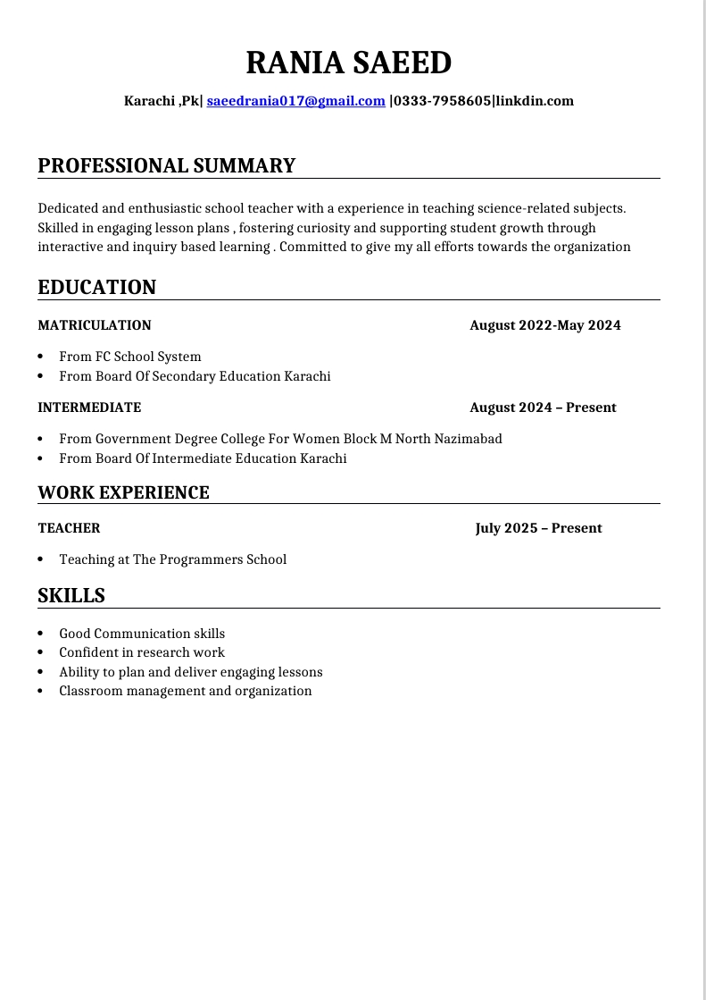 RANIA SAEED
Karachi ,Pk| saeedrania017@gmail.com |0333-7958605|linkdin.com
PROFESSIONAL SUMMARY
Dedicated and enthusiastic school teacher with a experience in teaching science-related subjects.
Skilled in engaging lesson plans , fostering curiosity and supporting student growth through
interactive and inquiry based learning . Committed to give my all efforts towards the organization
EDUCATION
MATRICULATION August 2022-May 2024
• From FC School System
• From Board Of Secondary Education Karachi
INTERMEDIATE August 2024 – Present
• From Government Degree College For Women Block M North Nazimabad
• From Board Of Intermediate Education Karachi
WORK EXPERIENCE
TEACHER July 2025 – Present
• Teaching at The Programmers School
SKILLS
• Good Communication skills
• Confident in research work
• Ability to plan and deliver engaging lessons
• Classroom management and organization